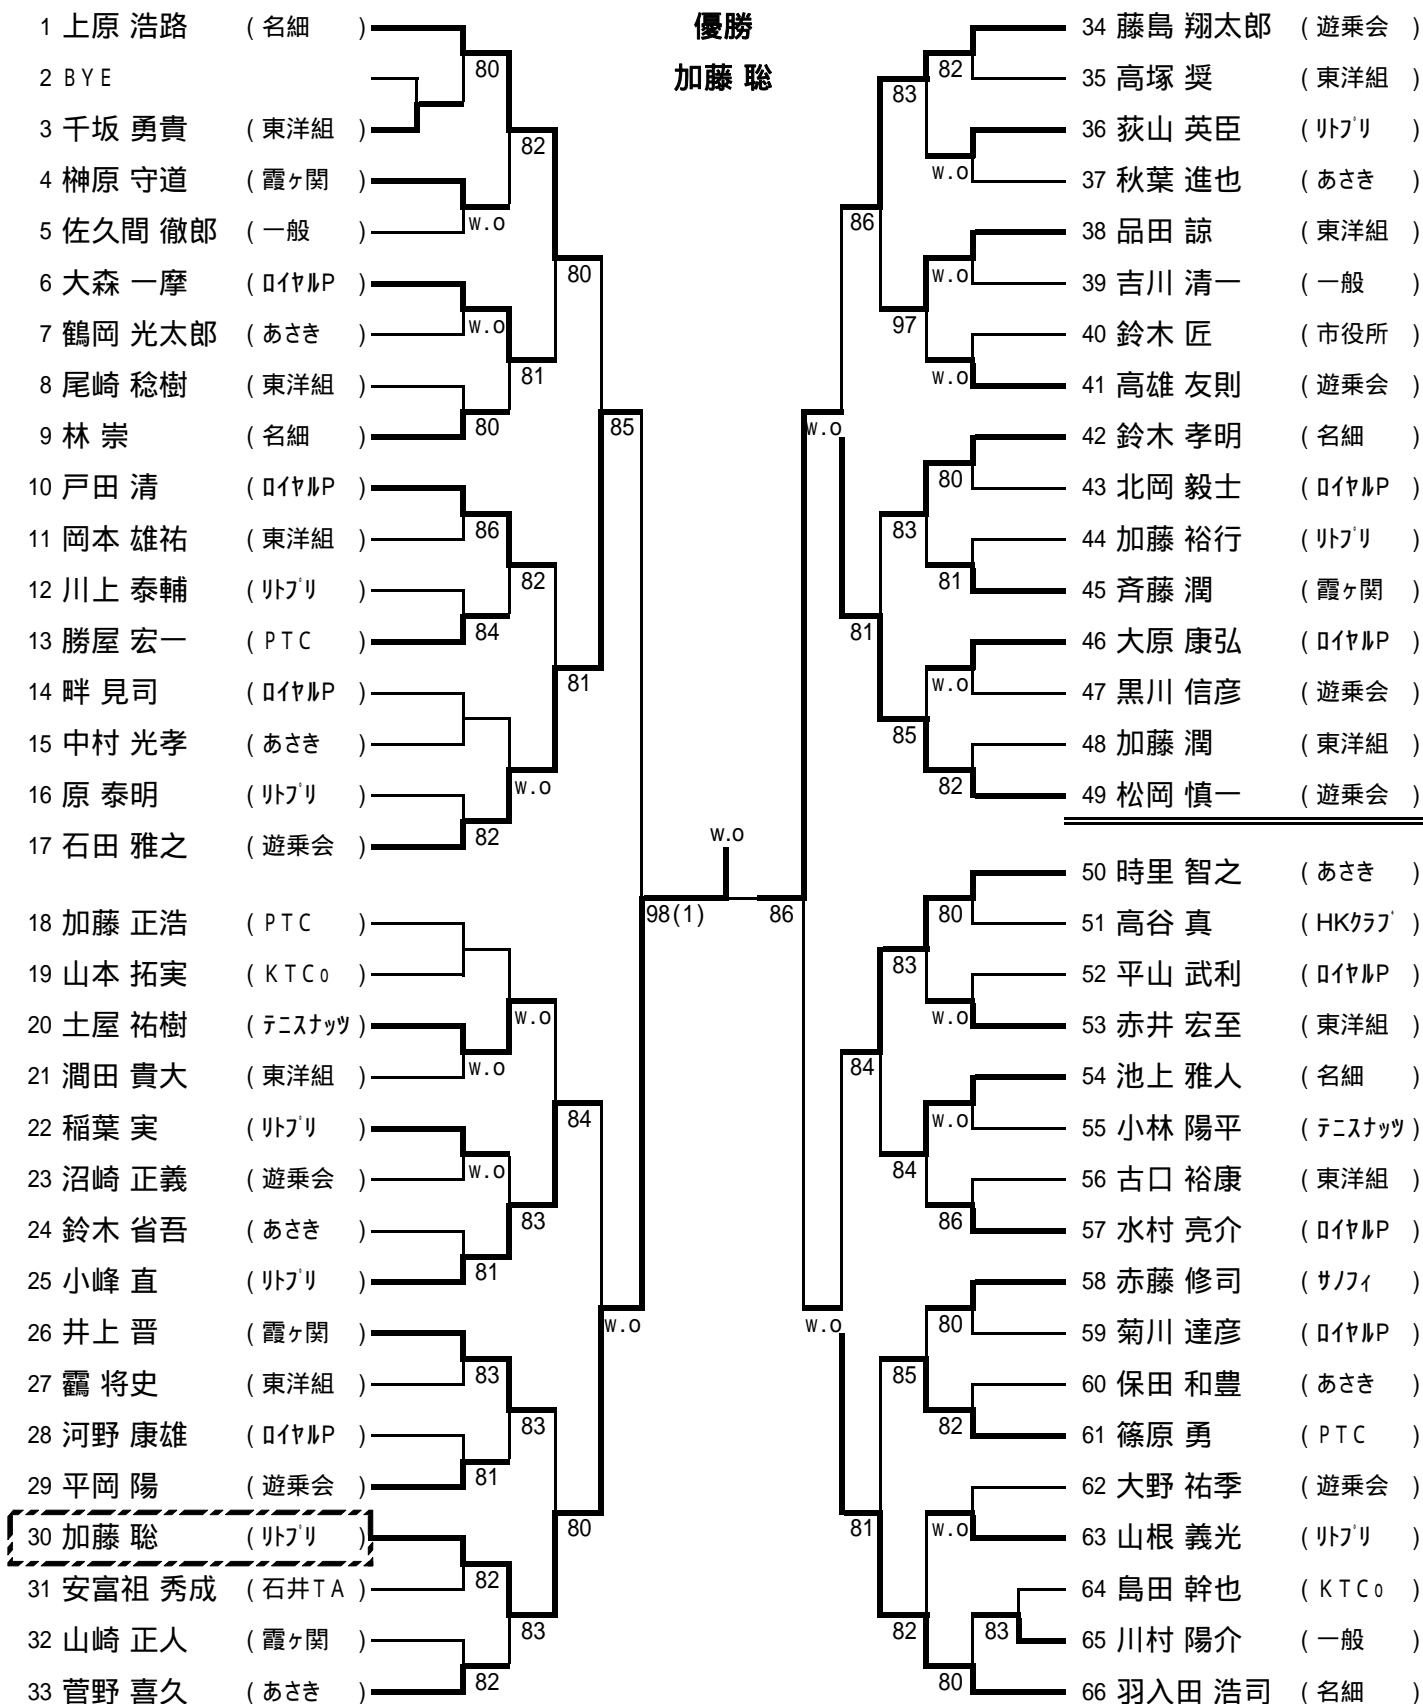 優勝
加藤 聡
1 上原 浩路 ( 名細 )
2 BYE
3 千坂 勇貴 ( 東洋組 )
4 榊原 守道 ( 霞ヶ関 )
5 佐久間 徹郎 ( 一般 )
6 大森 一摩 ( ロイヤルP )
7 鶴岡 光太郎 ( あさき )
8 尾崎 稔樹 ( 東洋組 )
9 林 崇 ( 名細 )
10 戸田 清 ( ロイヤルP )
11 岡本 雄祐 ( 東洋組 )
12 川上 泰輔 ( リトプリ )
13 勝屋 宏一 ( PTC )
14 畔 見司 ( ロイヤルP )
15 中村 光孝 ( あさき )
16 原 泰明 ( リトプリ )
17 石田 雅之 ( 遊乗会 )
18 加藤 正浩 ( PTC )
19 山本 拓実 ( KTCo )
20 土屋 祐樹 ( テニスナッツ )
21 澗田 貴大 ( 東洋組 )
22 稲葉 実 ( リトプリ )
23 沼崎 正義 ( 遊乗会 )
24 鈴木 省吾 ( あさき )
25 小峰 直 ( リトプリ )
26 井上 晋 ( 霞ヶ関 )
27 靍 将史 ( 東洋組 )
28 河野 康雄 ( ロイヤルP )
29 平岡 陽 ( 遊乗会 )
30 加藤 聡 ( リトプリ )
31 安富祖 秀成 ( 石井TA )
32 山崎 正人 ( 霞ヶ関 )
33 菅野 喜久 ( あさき )
80
w.o
w.o
80
86
84
82
w.o
w.o
81
83
81
82
82
82
81
82
w.o
w.o
83
83
83
80
81
84
80
85
w.o
98(1)
w.o
86
w.o
w.o
86
81
84
81
83
97
83
85
83
84
85
82
82
w.o
w.o
w.o
80
81
w.o
82
80
w.o
w.o
86
80
82
w.o
80
83
34 藤島 翔太郎 ( 遊乗会 )
35 高塚 奨 ( 東洋組 )
36 荻山 英臣 ( リトプリ )
37 秋葉 進也 ( あさき )
38 品田 諒 ( 東洋組 )
39 吉川 清一 ( 一般 )
40 鈴木 匠 ( 市役所 )
41 高雄 友則 ( 遊乗会 )
42 鈴木 孝明 ( 名細 )
43 北岡 毅士 ( ロイヤルP )
44 加藤 裕行 ( リトプリ )
45 斉藤 潤 ( 霞ヶ関 )
46 大原 康弘 ( ロイヤルP )
47 黒川 信彦 ( 遊乗会 )
48 加藤 潤 ( 東洋組 )
49 松岡 慎一 ( 遊乗会 )
50 時里 智之 ( あさき )
51 高谷 真 ( HKクラブ )
52 平山 武利 ( ロイヤルP )
53 赤井 宏至 ( 東洋組 )
54 池上 雅人 ( 名細 )
55 小林 陽平 ( テニスナッツ )
56 古口 裕康 ( 東洋組 )
57 水村 亮介 ( ロイヤルP )
58 赤藤 修司 ( サノフィ )
59 菊川 達彦 ( ロイヤルP )
60 保田 和豊 ( あさき )
61 篠原 勇 ( PTC )
62 大野 祐季 ( 遊乗会 )
63 山根 義光 ( リトプリ )
64 島田 幹也 ( KTCo )
65 川村 陽介 ( 一般 )
66 羽入田 浩司 ( 名細 )